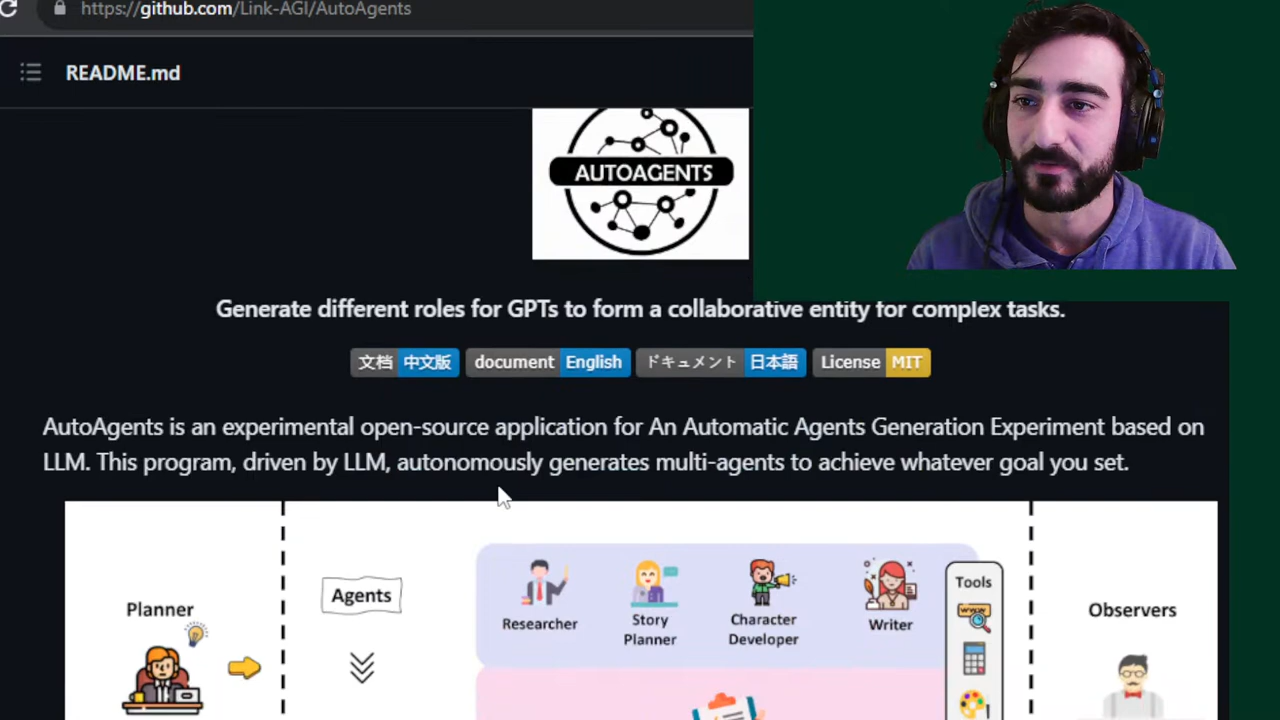 https://github.com/Link-AGI/AutoAgents
README.md
AUTOAGENTS
Generate different roles for GPTs to form a collaborative entity for complex tasks.
文档 中文版 document English ドキュメント 日本語 License MIT
AutoAgents is an experimental open-source application for An Automatic Agents Generation Experiment based on
LLM. This program, driven by LLM, autonomously generates multi-agents to achieve whatever goal you set.
Planner
Agents
Researcher
Story
Planner
Character
Developer
Writer
Tools
www
Observers